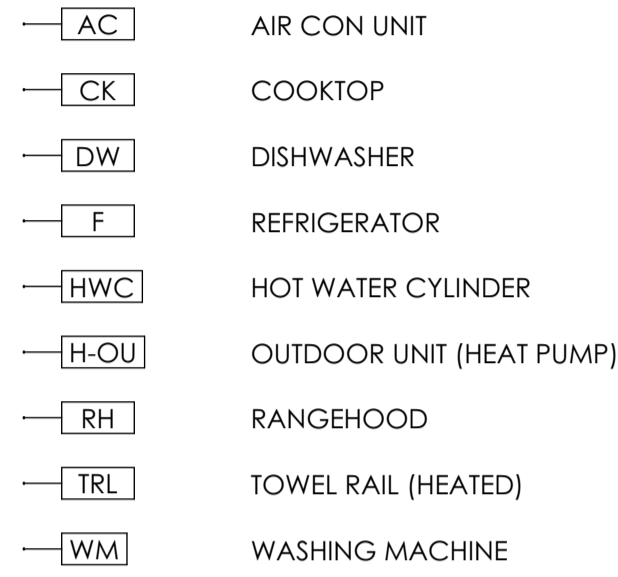 AC AIR CON UNIT
CK COOKTOP
DW DISHWASHER
F REFRIGERATOR
HWC HOT WATER CYLINDER
H-OU OUTDOOR UNIT (HEAT PUMP)
RH RANGEHOOD
TRL TOWEL RAIL (HEATED)
WM WASHING MACHINE